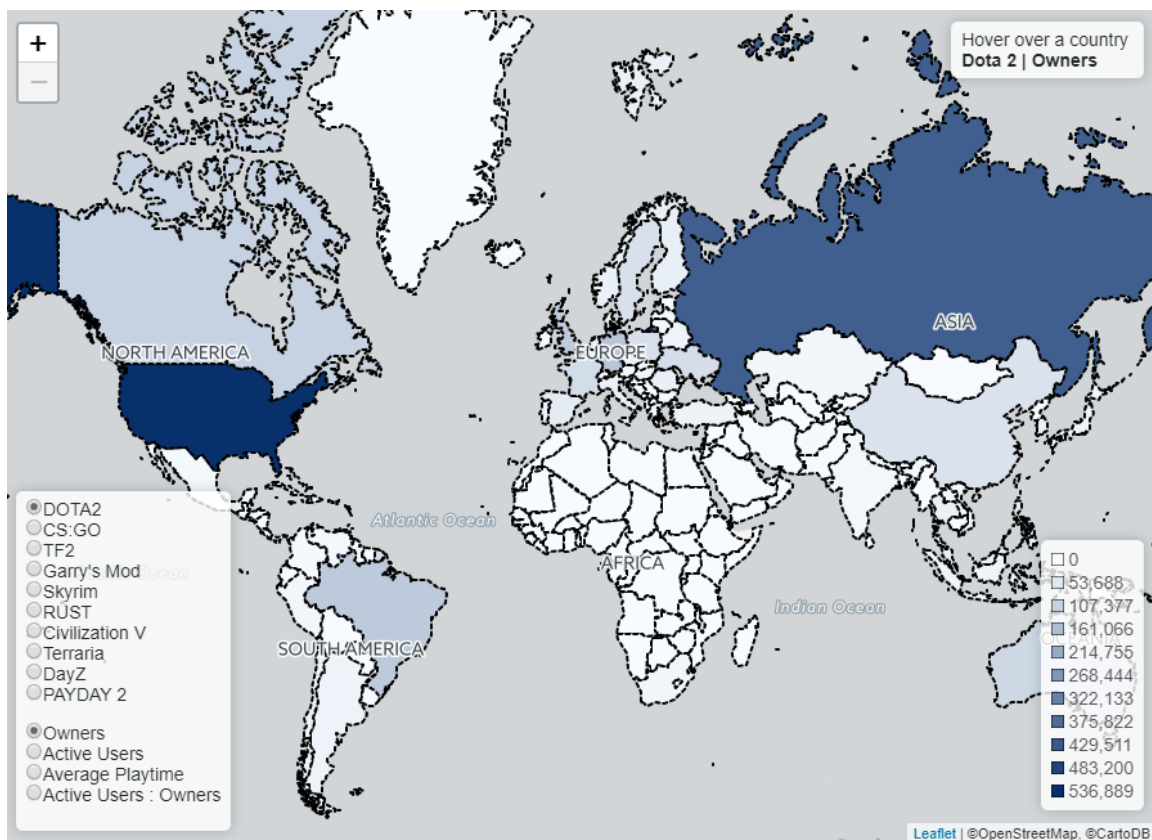 +
−
Hover over a country
Dota 2 | Owners
NORTH AMERICA
EUROPE
ASIA
Atlantic Ocean
AFRICA
Indian Ocean
SOUTH AMERICA
OCEANIA
Ocean
DOTA2
CS:GO
TF2
Garry's Mod
Skyrim
RUST
Civilization V
Terraria
DayZ
PAYDAY 2
Owners
Active Users
Average Playtime
Active Users : Owners
0
53,688
107,377
161,066
214,755
268,444
322,133
375,822
429,511
483,200
536,889
Leaflet | ©OpenStreetMap, ©CartoDB